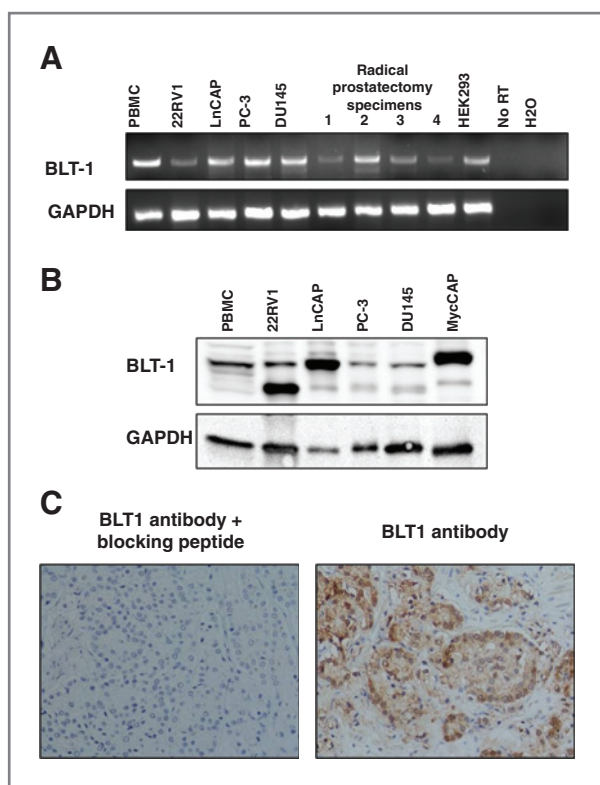 A
PBMC
22RV1
LnCAP
PC-3
DU145
Radical
prostatectomy
specimens
1 2 3 4
HEK293
No RT
H2O
BLT-1
GAPDH
B
PBMC
22RV1
LnCAP
PC-3
DU145
MycCAP
BLT-1
GAPDH
C
BLT1 antibody +
blocking peptide
BLT1 antibody